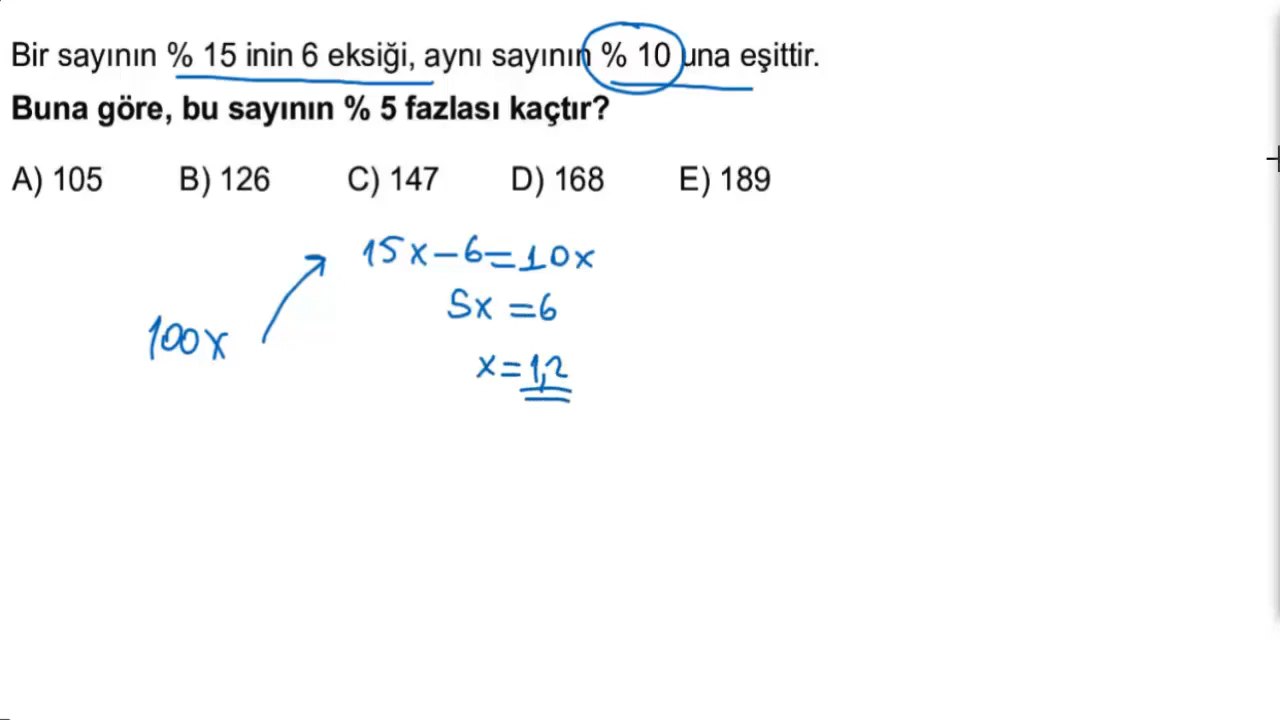 Bir sayının % 15 inin 6 eksiği, aynı sayının % 10 una eşittir.
Buna göre, bu sayının % 5 fazlası kaçtır?
A) 105 B) 126 C) 147 D) 168 E) 189
15x-6=10x
5x=6
100x
x=1,2